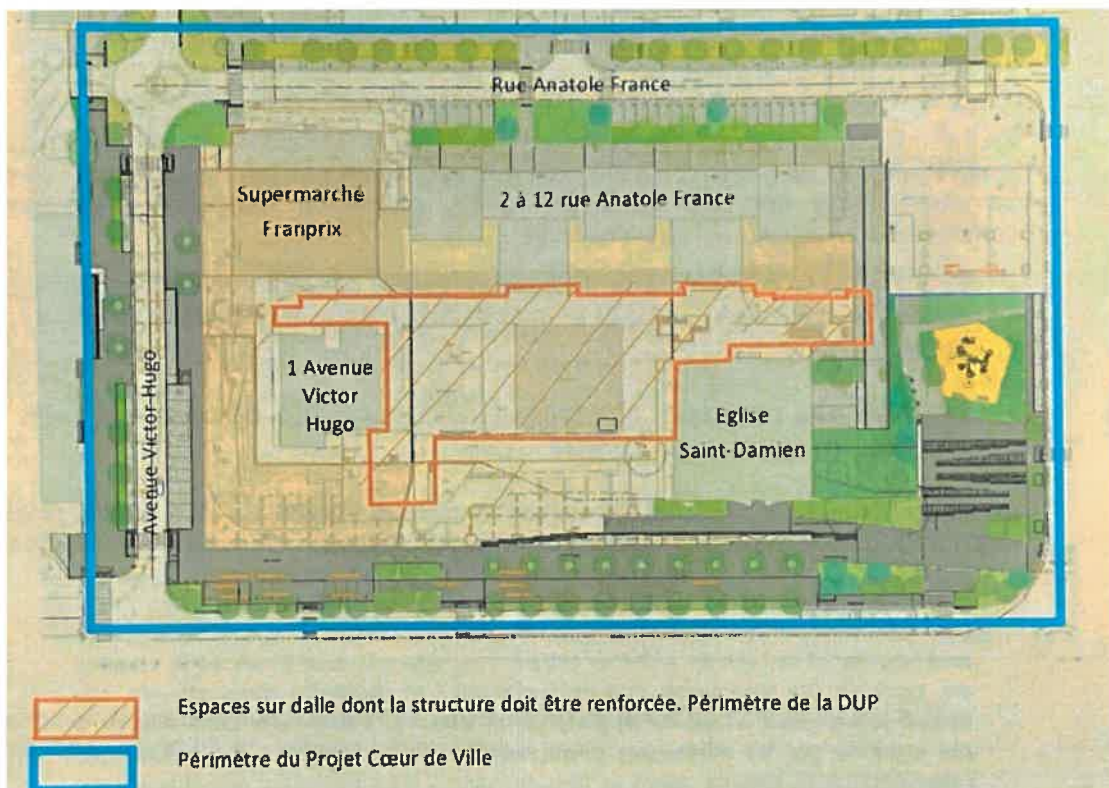 Rue Anatole France
Supermarché
Franprix
2 à 12 rue Anatole France
Avenue Victor Hugo
1 Avenue
Victor
Hugo
Eglise
Saint-Damien
Espaces sur dalle dont la structure doit être renforcée. Périmètre de la DUP
Périmètre du Projet Cœur de Ville